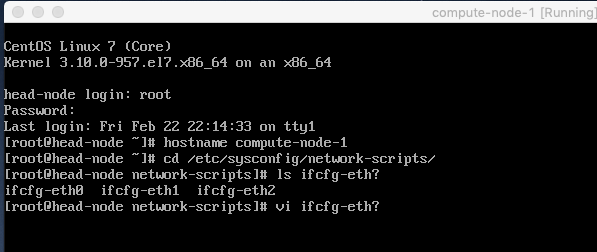 compute-node-1 [Running]
CentOS Linux 7 (Core)
Kernel 3.10.0-957.el7.x86_64 on an x86_64
head-node login: root
Password:
Last login: Fri Feb 22 22:14:33 on tty1
[root@head-node ~]# hostname compute-node-1
[root@head-node ~]# cd /etc/sysconfig/network-scripts/
[root@head-node network-scripts]# ls ifcfg-eth?
ifcfg-eth0  ifcfg-eth1  ifcfg-eth2
[root@head-node network-scripts]# vi ifcfg-eth?